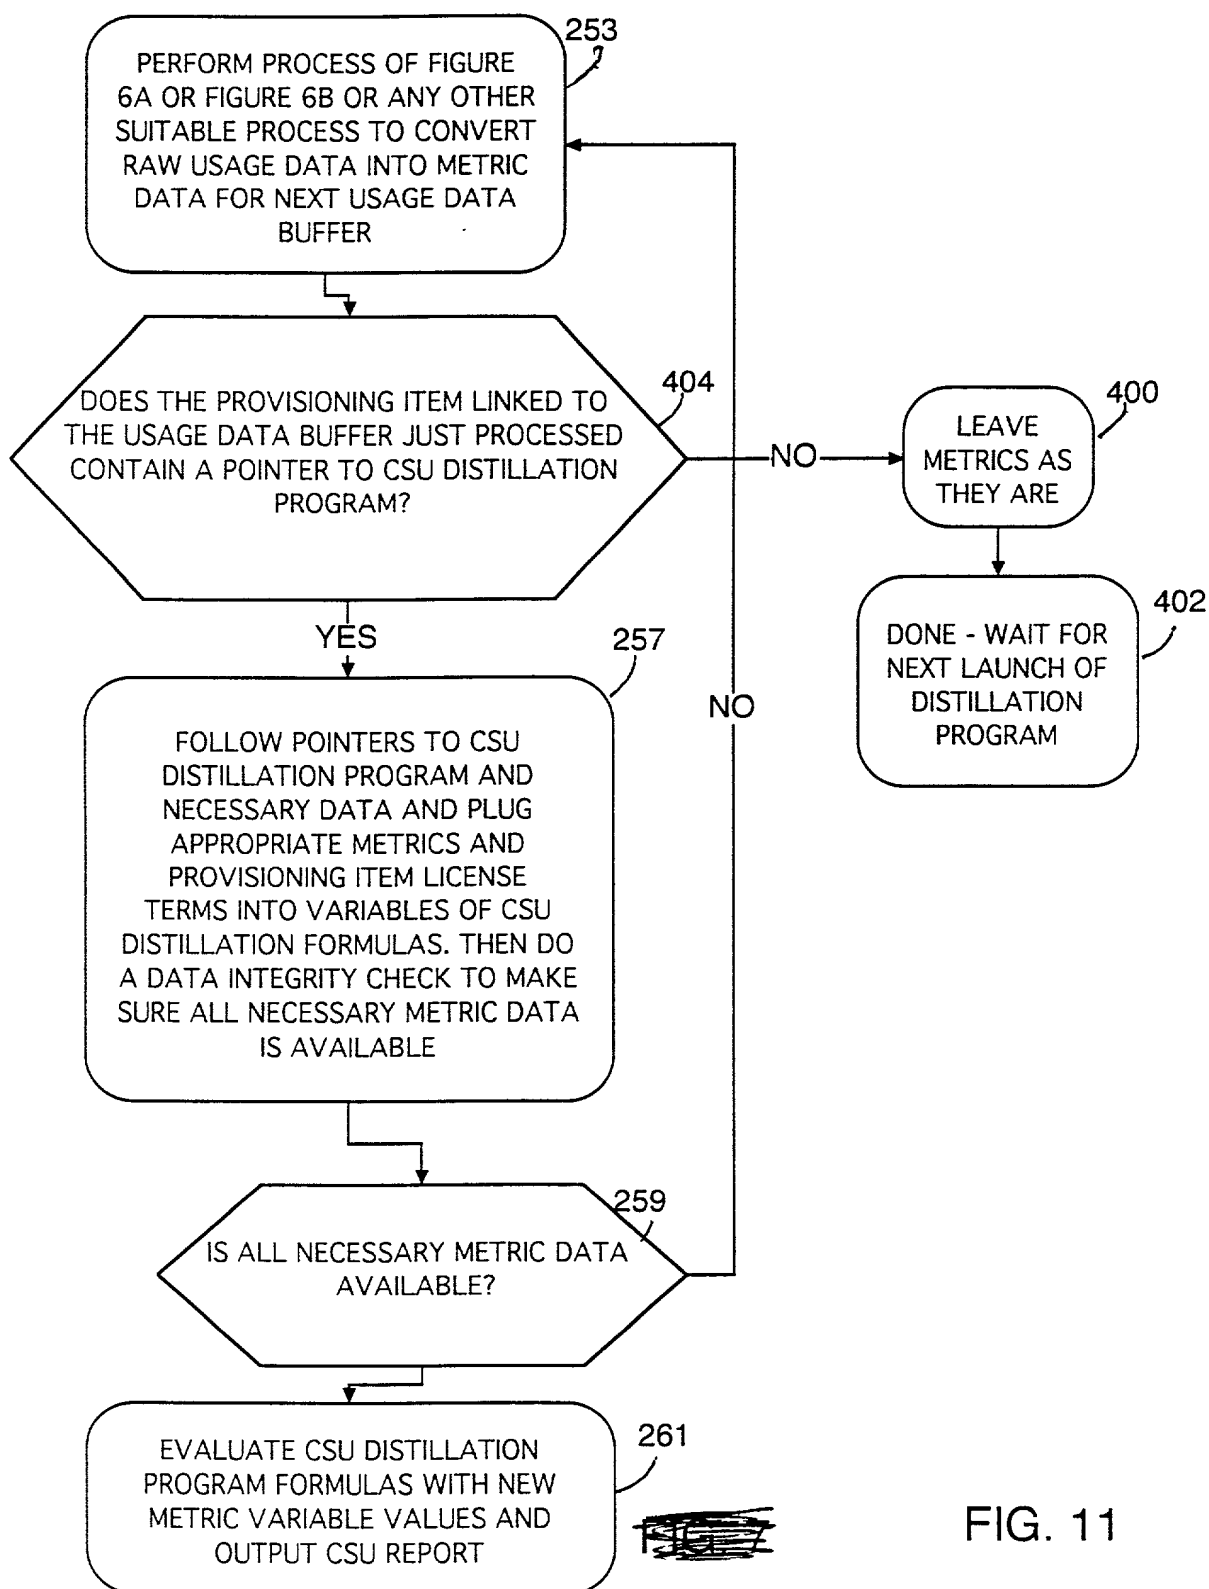 253
PERFORM PROCESS OF FIGURE
6A OR FIGURE 6B OR ANY OTHER
SUITABLE PROCESS TO CONVERT
RAW USAGE DATA INTO METRIC
DATA FOR NEXT USAGE DATA
BUFFER
404
DOES THE PROVISIONING ITEM LINKED TO
THE USAGE DATA BUFFER JUST PROCESSED
CONTAIN A POINTER TO CSU DISTILLATION
PROGRAM?
NO
400
LEAVE
METRICS AS
THEY ARE
402
DONE - WAIT FOR
NEXT LAUNCH OF
DISTILLATION
PROGRAM
YES
257
NO
FOLLOW POINTERS TO CSU
DISTILLATION PROGRAM AND
NECESSARY DATA AND PLUG
APPROPRIATE METRICS AND
PROVISIONING ITEM LICENSE
TERMS INTO VARIABLES OF CSU
DISTILLATION FORMULAS. THEN DO
A DATA INTEGRITY CHECK TO MAKE
SURE ALL NECESSARY METRIC DATA
IS AVAILABLE
259
IS ALL NECESSARY METRIC DATA
AVAILABLE?
261
EVALUATE CSU DISTILLATION
PROGRAM FORMULAS WITH NEW
METRIC VARIABLE VALUES AND
OUTPUT CSU REPORT
FIG. 11